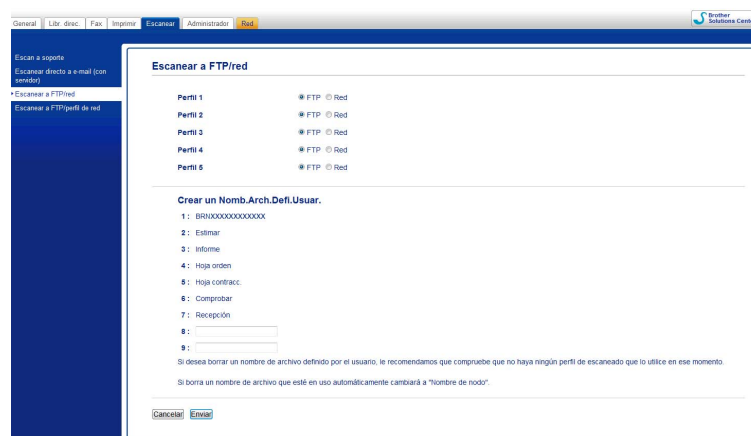 General Libr. direc. Fax Imprimir Escanear Administrador Red
Brother
Solutions Cente
Escan a soporte
Escanear directo a e-mail (con
servidor)
Escanear a FTP/red
Escanear a FTP/perfil de red
Escanear a FTP/red
Perfil 1 FTP Red
Perfil 2 FTP Red
Perfil 3 FTP Red
Perfil 4 FTP Red
Perfil 5 FTP Red
Crear un Nomb.Arch.Defi.Usuar.
1 : BRNXXXXXXXXXXXX
2 : Estimar
3 : Informe
4 : Hoja orden
5 : Hoja contracc.
6 : Comprobar
7 : Recepción
8 :
9 :
Si desea borrar un nombre de archivo definido por el usuario, le recomendamos que compruebe que no haya ningún perfil de escaneado que lo utilice en ese momento.
Si borra un nombre de archivo que esté en uso automáticamente cambiará a "Nombre de nodo".
Cancelar Enviar